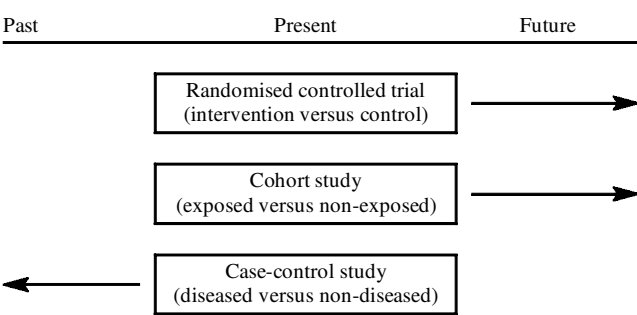 Past Present Future
Randomised controlled trial
(intervention versus control)
Cohort study
(exposed versus non-exposed)
Case-control study
(diseased versus non-diseased)